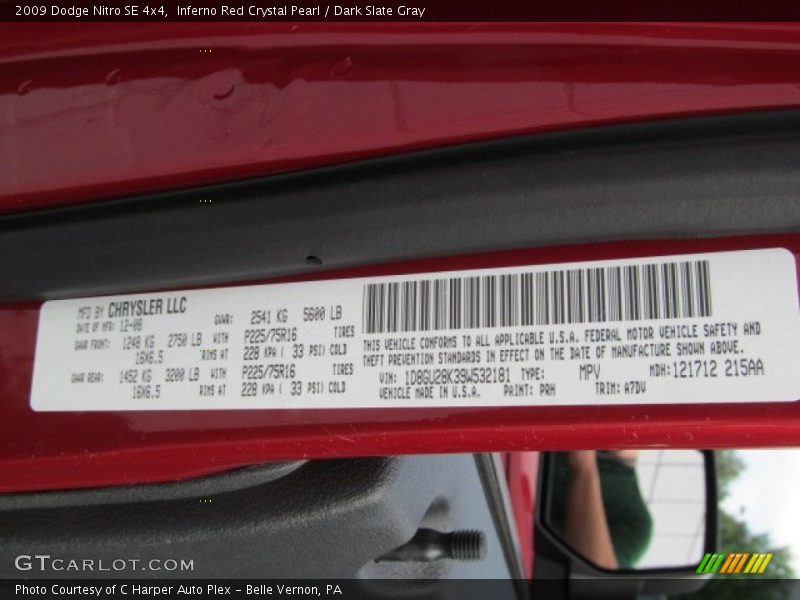 2009 Dodge Nitro SE 4x4,  Inferno Red Crystal Pearl / Dark Slate Gray
MFD BY CHRYSLER LLC
DATE OF MFR: 12-08 GVWR: 2541 KG 5600 LB
GAWR FRONT: 1248 KG 2750 LB WITH P225/75R16 TIRES
16X6.5 RIMS AT 228 KPA ( 33 PSI) COLD
GAWR REAR: 1452 KG 3200 LB WITH P225/75R16 TIRES
16X6.5 RIMS AT 228 KPA ( 33 PSI) COLD
THIS VEHICLE CONFORMS TO ALL APPLICABLE U.S.A. FEDERAL MOTOR VEHICLE SAFETY AND
THEFT PREVENTION STANDARDS IN EFFECT ON THE DATE OF MANUFACTURE SHOWN ABOVE.
VIN: 1D8GU28K39W532181 TYPE: MPV MDH: 121712 215AA
VEHICLE MADE IN U.S.A. PAINT: PRH TRIM: A7DV
GTCARLOT.COM
Photo Courtesy of C Harper Auto Plex – Belle Vernon, PA